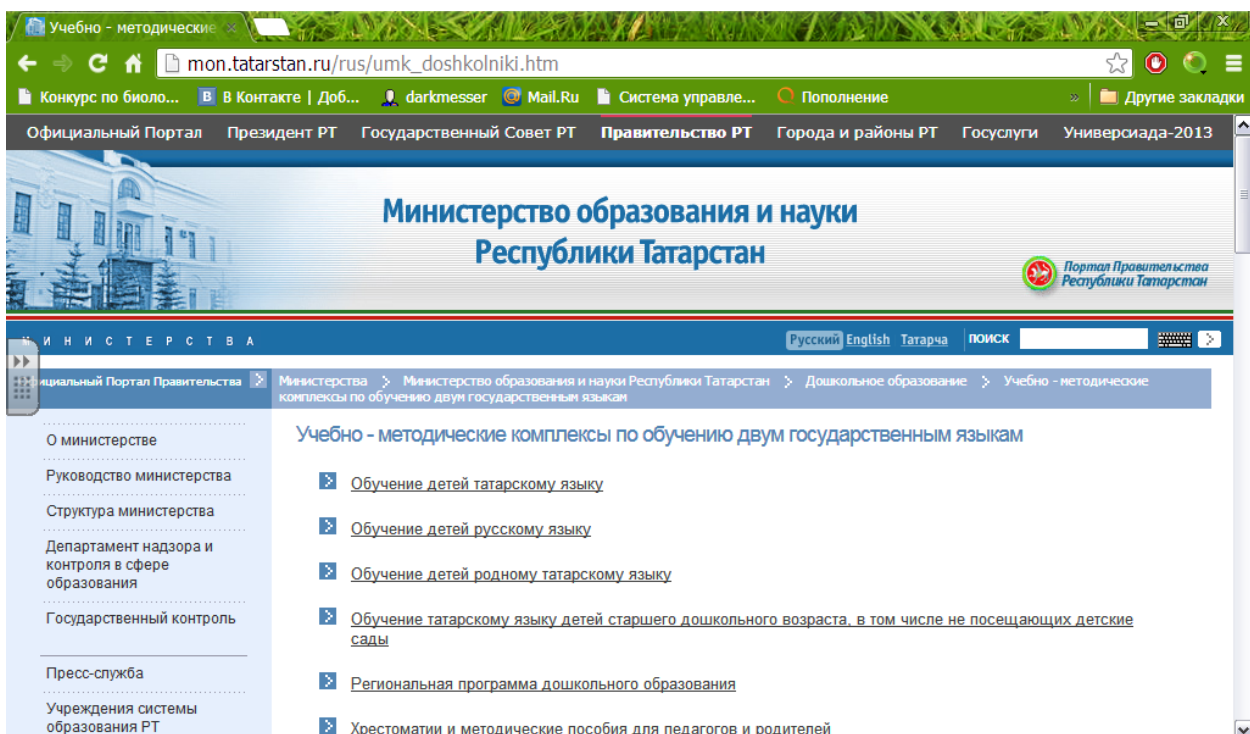 Учебно - методические
mon.tatarstan.ru/rus/umk_doshkolniki.htm
Конкурс по биоло... В Контакте | Доб... darkmesser Mail.Ru Система управле... Пополнение » Другие закладки
Официальный Портал Президент РТ Государственный Совет РТ Правительство РТ Города и районы РТ Госуслуги Универсиада-2013
Министерство образования и науки
Республики Татарстан
Портал Правительства
Республики Татарстан
МИНИСТЕРСТВА Русский English Татарча ПОИСК
Портал Правительства
Министерства > Министерство образования и науки Республики Татарстан > Дошкольное образование > Учебно - методические
комплексы по обучению двум государственным языкам
О министерстве
Руководство министерства
Структура министерства
Департамент надзора и
контроля в сфере
образования
Государственный контроль
Пресс-служба
Учреждения системы
образования РТ
Учебно - методические комплексы по обучению двум государственным языкам
Обучение детей татарскому языку
Обучение детей русскому языку
Обучение детей родному татарскому языку
Обучение татарскому языку детей старшего дошкольного возраста, в том числе не посещающих детские
сады
Региональная программа дошкольного образования
Хрестоматии и методические пособия для педагогов и родителей